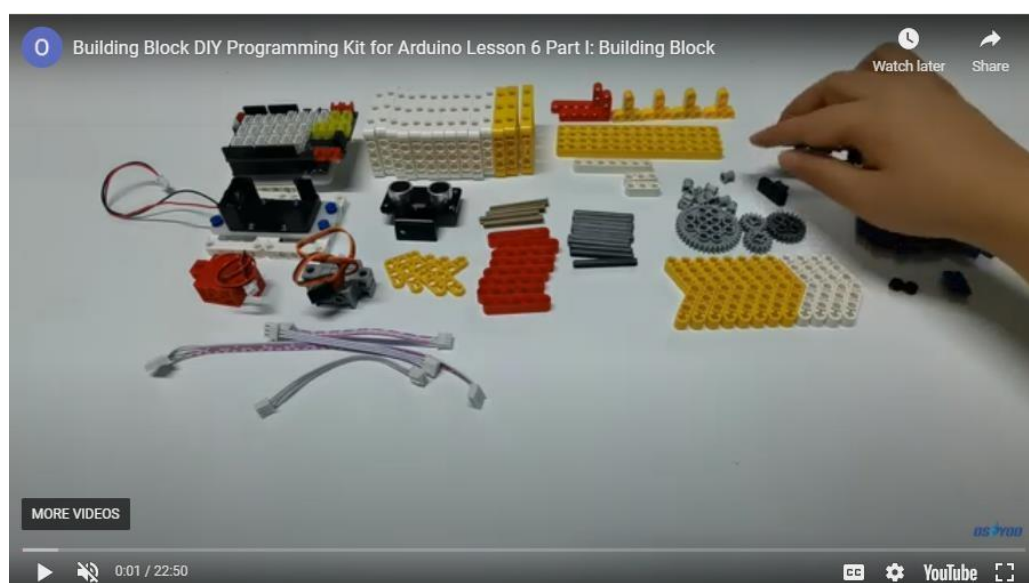 O
Building Block DIY Programming Kit for Arduino Lesson 6 Part I: Building Block
Watch later
Share
MORE VIDEOS
OSOYOO
0:01 / 22:50
CC
YouTube